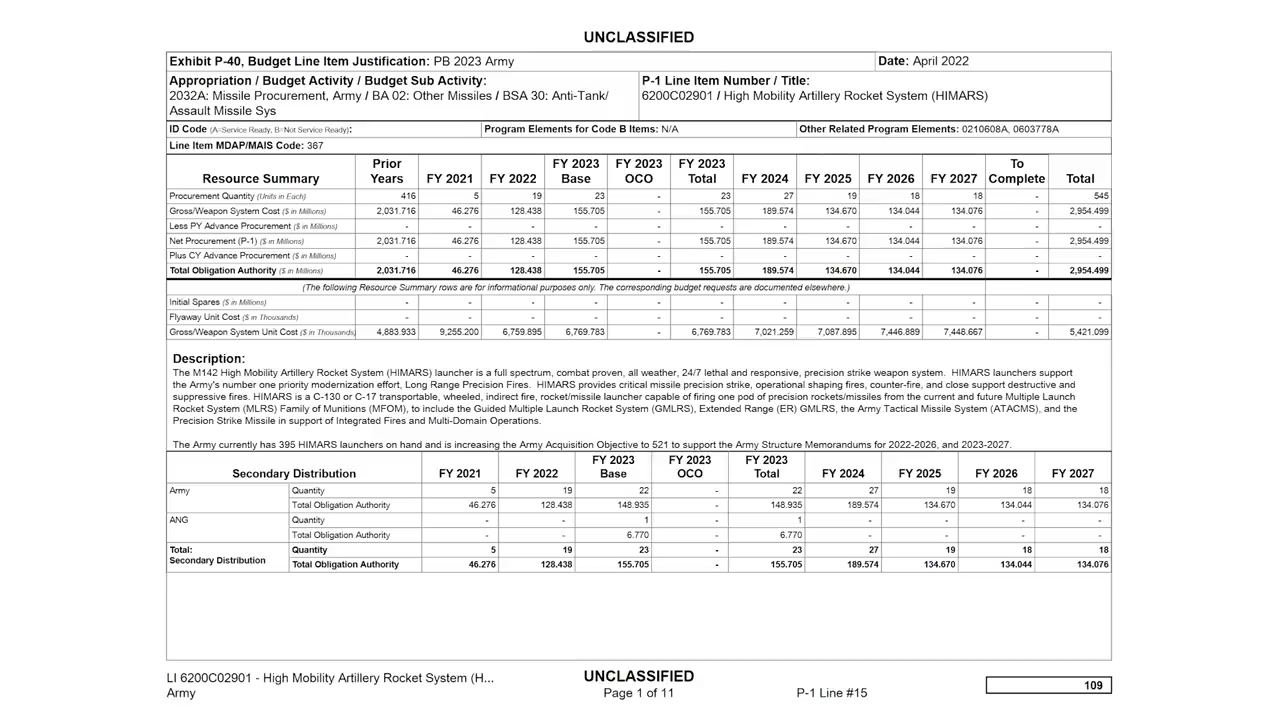 UNCLASSIFIED
Exhibit P-40, Budget Line Item Justification: PB 2023 Army
Date: April 2022
Appropriation / Budget Activity / Budget Sub Activity:
2032A: Missile Procurement, Army / BA 02: Other Missiles / BSA 30: Anti-Tank/
Assault Missile Sys
P-1 Line Item Number / Title:
6200C02901 / High Mobility Artillery Rocket System (HIMARS)
ID Code (A=Service Ready, B=Not Service Ready):
Program Elements for Code B Items: N/A
Other Related Program Elements: 0210608A, 0603778A
Line Item MDAP/MAIS Code: 367
Resource Summary Prior Years FY 2021 FY 2022 FY 2023 Base FY 2023 OCO FY 2023 Total FY 2024 FY 2025 FY 2026 FY 2027 To Complete Total
Procurement Quantity (Units in Each) 416 5 19 23 - 23 27 19 18 18 - 545
Gross/Weapon System Cost ($ in Millions) 2,031.716 46.276 128.438 155.705 - 155.705 189.574 134.670 134.044 134.076 - 2,954.499
Less PY Advance Procurement ($ in Millions) - - - - - - - - - - - -
Net Procurement (P-1) ($ in Millions) 2,031.716 46.276 128.438 155.705 - 155.705 189.574 134.670 134.044 134.076 - 2,954.499
Plus CY Advance Procurement ($ in Millions) - - - - - - - - - - - -
Total Obligation Authority ($ in Millions) 2,031.716 46.276 128.438 155.705 - 155.705 189.574 134.670 134.044 134.076 - 2,954.499
(The following Resource Summary rows are for informational purposes only. The corresponding budget requests are documented elsewhere.)
Initial Spares ($ in Millions) - - - - - - - - - - - -
Flyaway Unit Cost ($ in Thousands) - - - - - - - - - - - -
Gross/Weapon System Unit Cost ($ in Thousands) 4,883.933 9,255.200 6,759.895 6,769.783 - 6,769.783 7,021.259 7,087.895 7,446.889 7,448.667 - 5,421.099
Description:
The M142 High Mobility Artillery Rocket System (HIMARS) launcher is a full spectrum, combat proven, all weather, 24/7 lethal and responsive, precision strike weapon system. HIMARS launchers support
the Army's number one priority modernization effort, Long Range Precision Fires. HIMARS provides critical missile precision strike, operational shaping fires, counter-fire, and close support destructive and
suppressive fires. HIMARS is a C-130 or C-17 transportable, wheeled, indirect fire, rocket/missile launcher capable of firing one pod of precision rockets/missiles from the current and future Multiple Launch
Rocket System (MLRS) Family of Munitions (MFOM), to include the Guided Multiple Launch Rocket System (GMLRS), Extended Range (ER) GMLRS, the Army Tactical Missile System (ATACMS), and the
Precision Strike Missile in support of Integrated Fires and Multi-Domain Operations.
The Army currently has 395 HIMARS launchers on hand and is increasing the Army Acquisition Objective to 521 to support the Army Structure Memorandums for 2022-2026, and 2023-2027.
Secondary Distribution FY 2021 FY 2022 FY 2023 Base FY 2023 OCO FY 2023 Total FY 2024 FY 2025 FY 2026 FY 2027
Army Quantity 5 19 22 - 22 27 19 18 18
Total Obligation Authority 46.276 128.438 148.935 - 148.935 189.574 134.670 134.044 134.076
ANG Quantity - - 1 - 1 - - - -
Total Obligation Authority - - 6.770 - 6.770 - - - -
Total: Secondary Distribution Quantity 5 19 23 - 23 27 19 18 18
Total Obligation Authority 46.276 128.438 155.705 - 155.705 189.574 134.670 134.044 134.076
LI 6200C02901 - High Mobility Artillery Rocket System (H...
Army
UNCLASSIFIED
Page 1 of 11
P-1 Line #15
109